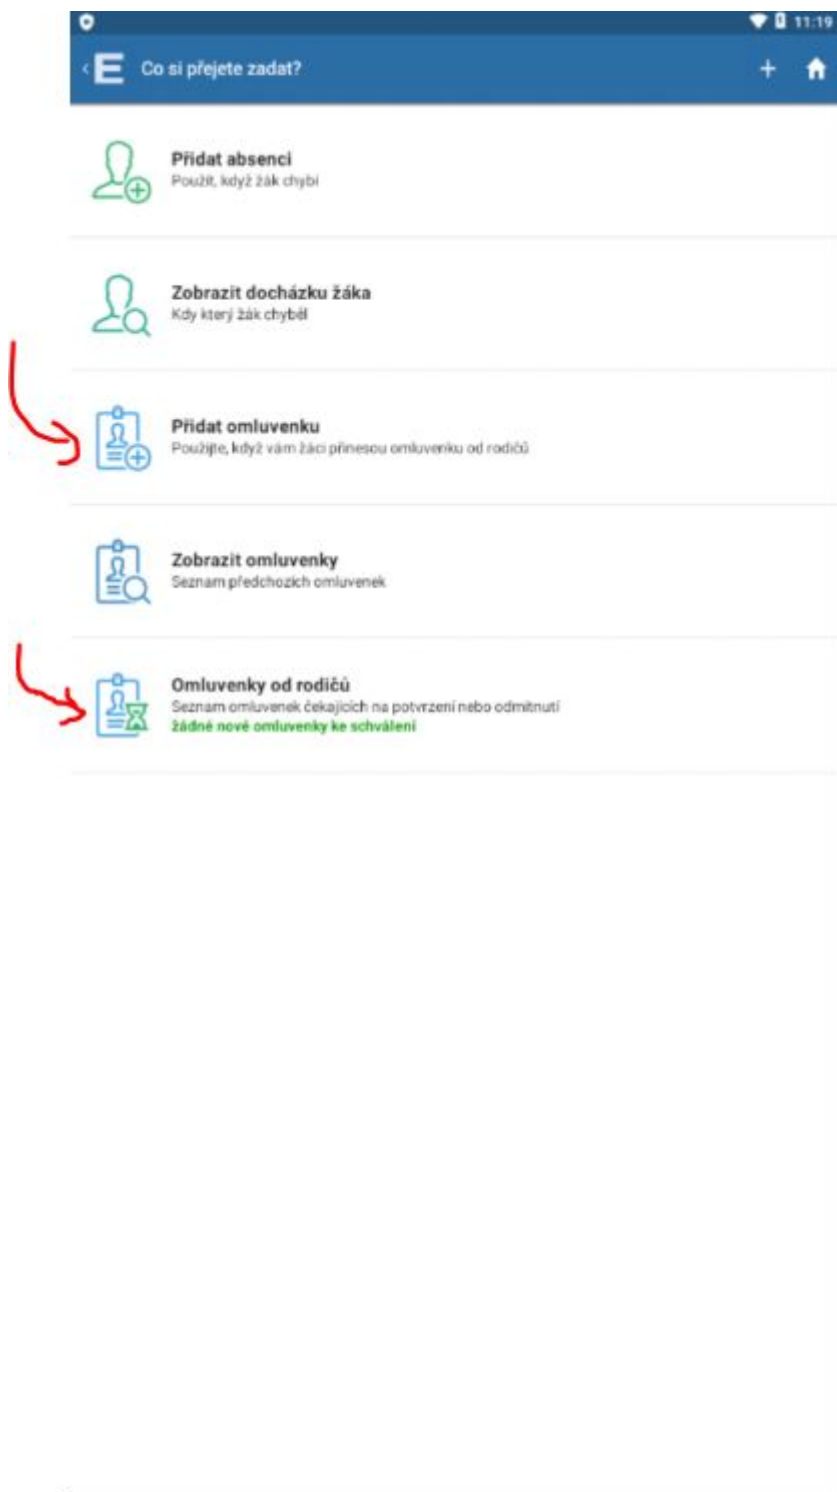 11:19
E Co si přejete zadat?
Přidat absenci
Použít, když žák chybí
Zobrazit docházku žáka
Kdy který žák chyběl
Přidat omluvenku
Použijte, když vám žáci přinesou omluvenku od rodičů
Zobrazit omluvenky
Seznam předchozích omluvenek
Omluvenky od rodičů
Seznam omluvenek čekajících na potvrzení nebo odmítnutí
žádné nové omluvenky ke schválení